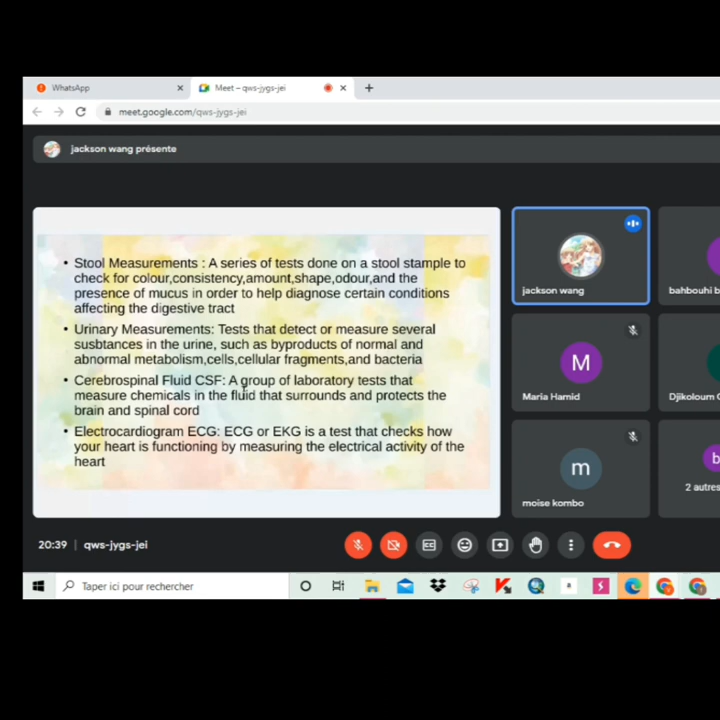 WhatsApp
Meet – qws-jygs-jei
meet.google.com/qws-jygs-jei
jackson wang présente
• Stool Measurements : A series of tests done on a stool stample to
check for colour,consistency,amount,shape,odour,and the
presence of mucus in order to help diagnose certain conditions
affecting the digestive tract
• Urinary Measurements: Tests that detect or measure several
susbtances in the urine, such as byproducts of normal and
abnormal metabolism,cells,cellular fragments,and bacteria
• Cerebrospinal Fluid CSF: A group of laboratory tests that
measure chemicals in the fluid that surrounds and protects the
brain and spinal cord
• Electrocardiogram ECG: ECG or EKG is a test that checks how
your heart is functioning by measuring the electrical activity of the
heart
jackson wang
bahbouhi b
M
Maria Hamid
Djikoloum
m
moise kombo
b
2 autres
20:39 | qws-jygs-jei
Taper ici pour rechercher